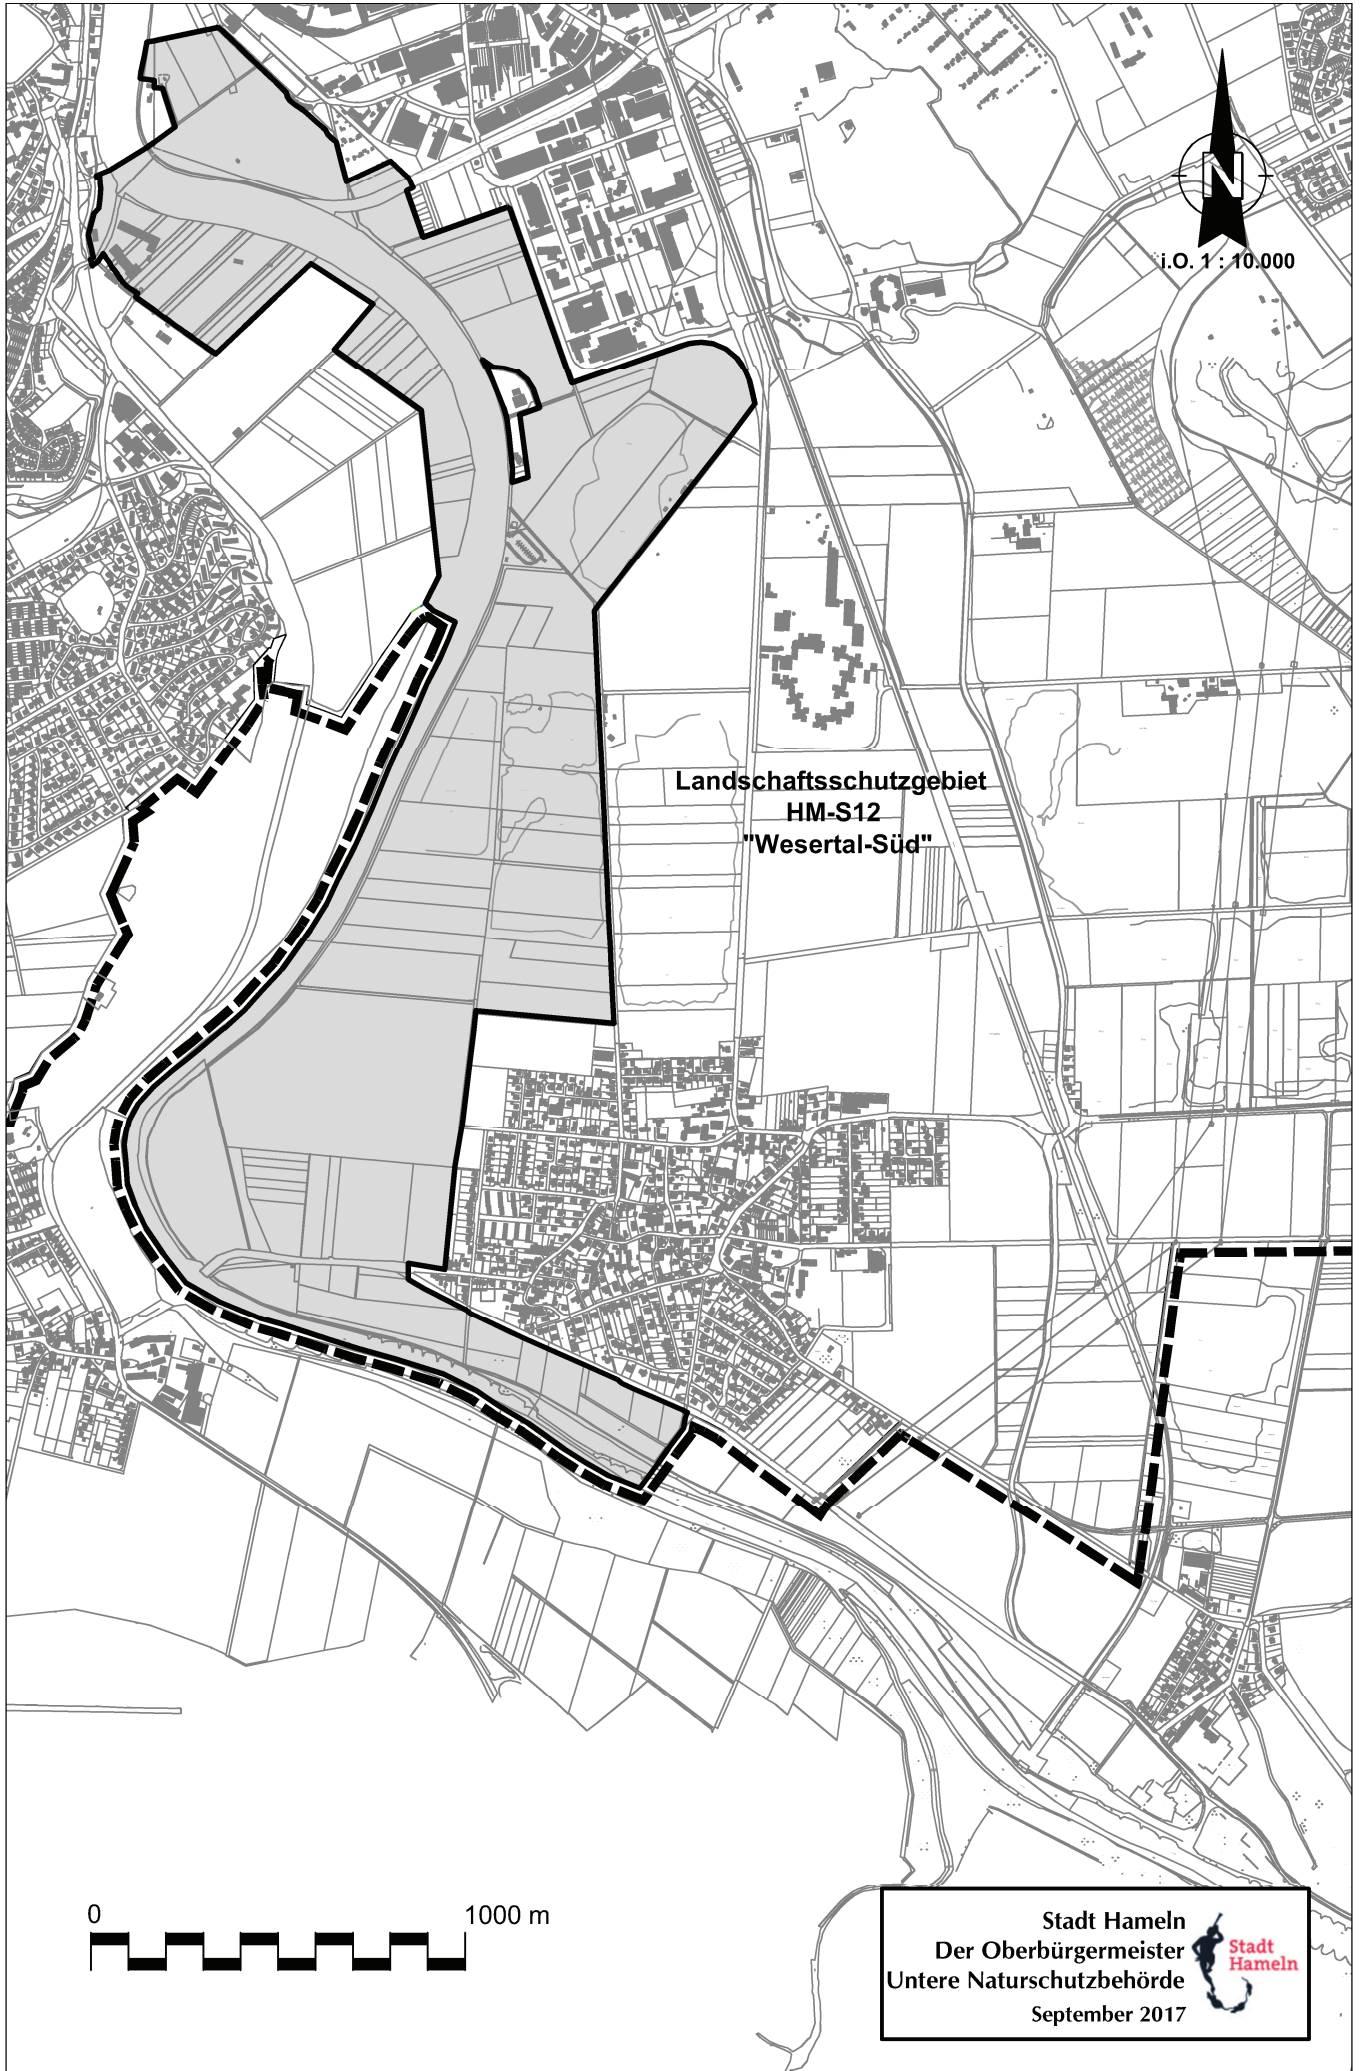 N
i.O. 1 : 10.000
Landschaftsschutzgebiet
HM-S12
"Wesertal-Süd"
0
1000 m
Stadt Hameln
Der Oberbürgermeister
Untere Naturschutzbehörde
September 2017
Stadt
Hameln